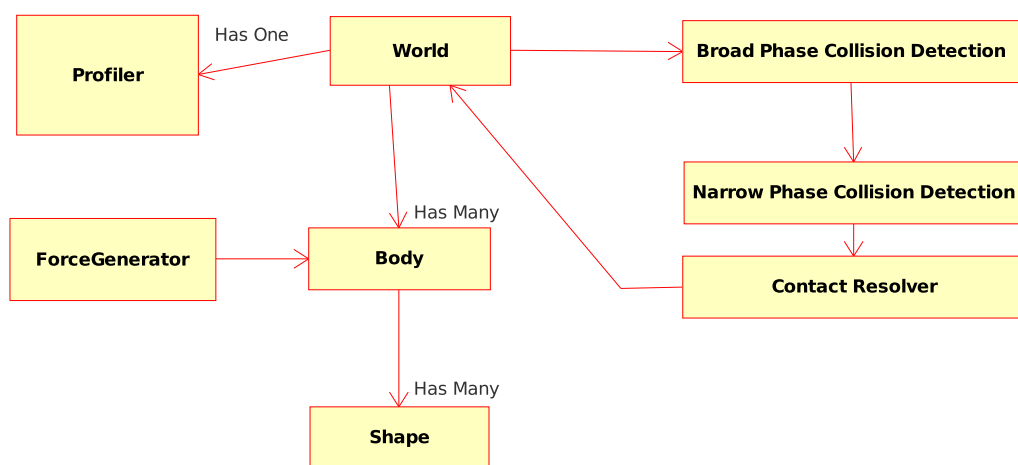 Has One
World
Broad Phase Collision Detection
Profiler
Narrow Phase Collision Detection
Has Many
ForceGenerator
Body
Contact Resolver
Has Many
Shape